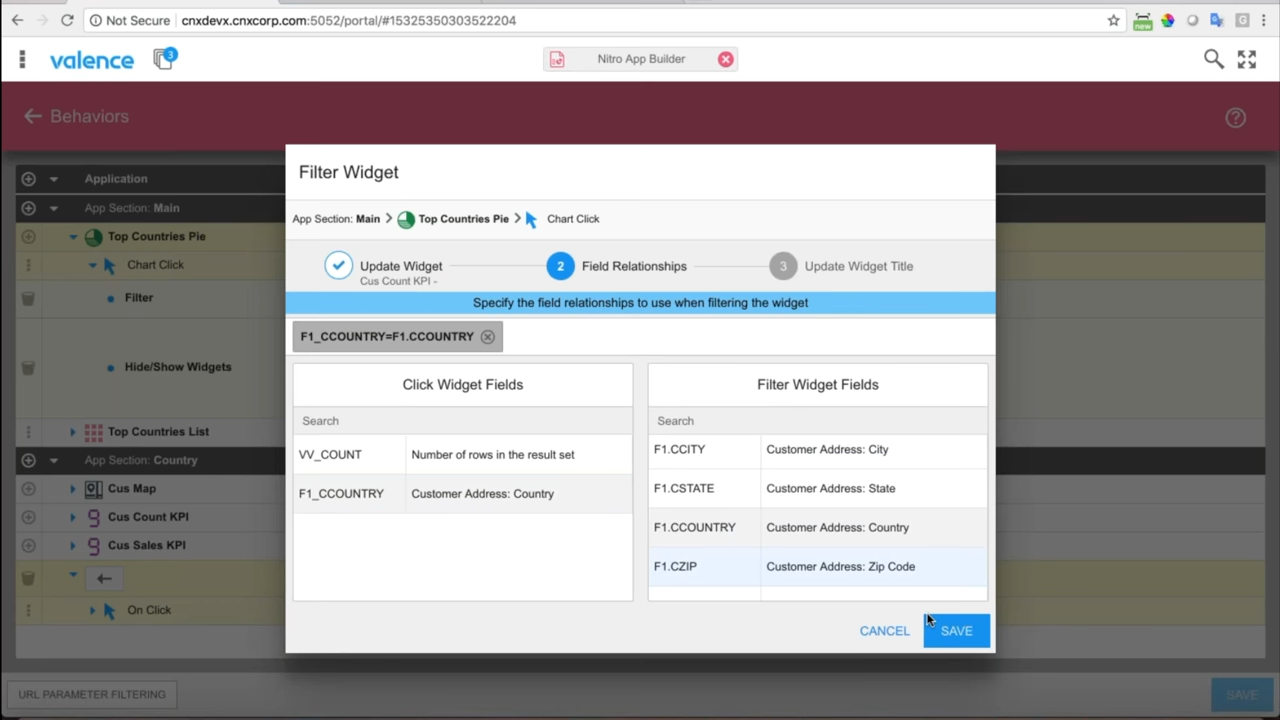 Not Secure cnxdevx.cnxcorp.com:5052/portal/#15325350303522204
new
G
valence 3 Nitro App Builder
Behaviors
Application
App Section: Main
Top Countries Pie
Chart Click
Filter
Hide/Show Widgets
Top Countries List
App Section: Country
Cus Map
Cus Count KPI
Cus Sales KPI
On Click
URL PARAMETER FILTERING
SAVE
Filter Widget
App Section: Main > Top Countries Pie > Chart Click
Update Widget 2 Field Relationships 3 Update Widget Title
Cus Count KPI -
Specify the field relationships to use when filtering the widget
F1_CCOUNTRY=F1.CCOUNTRY
Click Widget Fields
Search
VV_COUNT Number of rows in the result set
F1_CCOUNTRY Customer Address: Country
Filter Widget Fields
Search
F1.CCITY Customer Address: City
F1.CSTATE Customer Address: State
F1.CCOUNTRY Customer Address: Country
F1.CZIP Customer Address: Zip Code
CANCEL SAVE